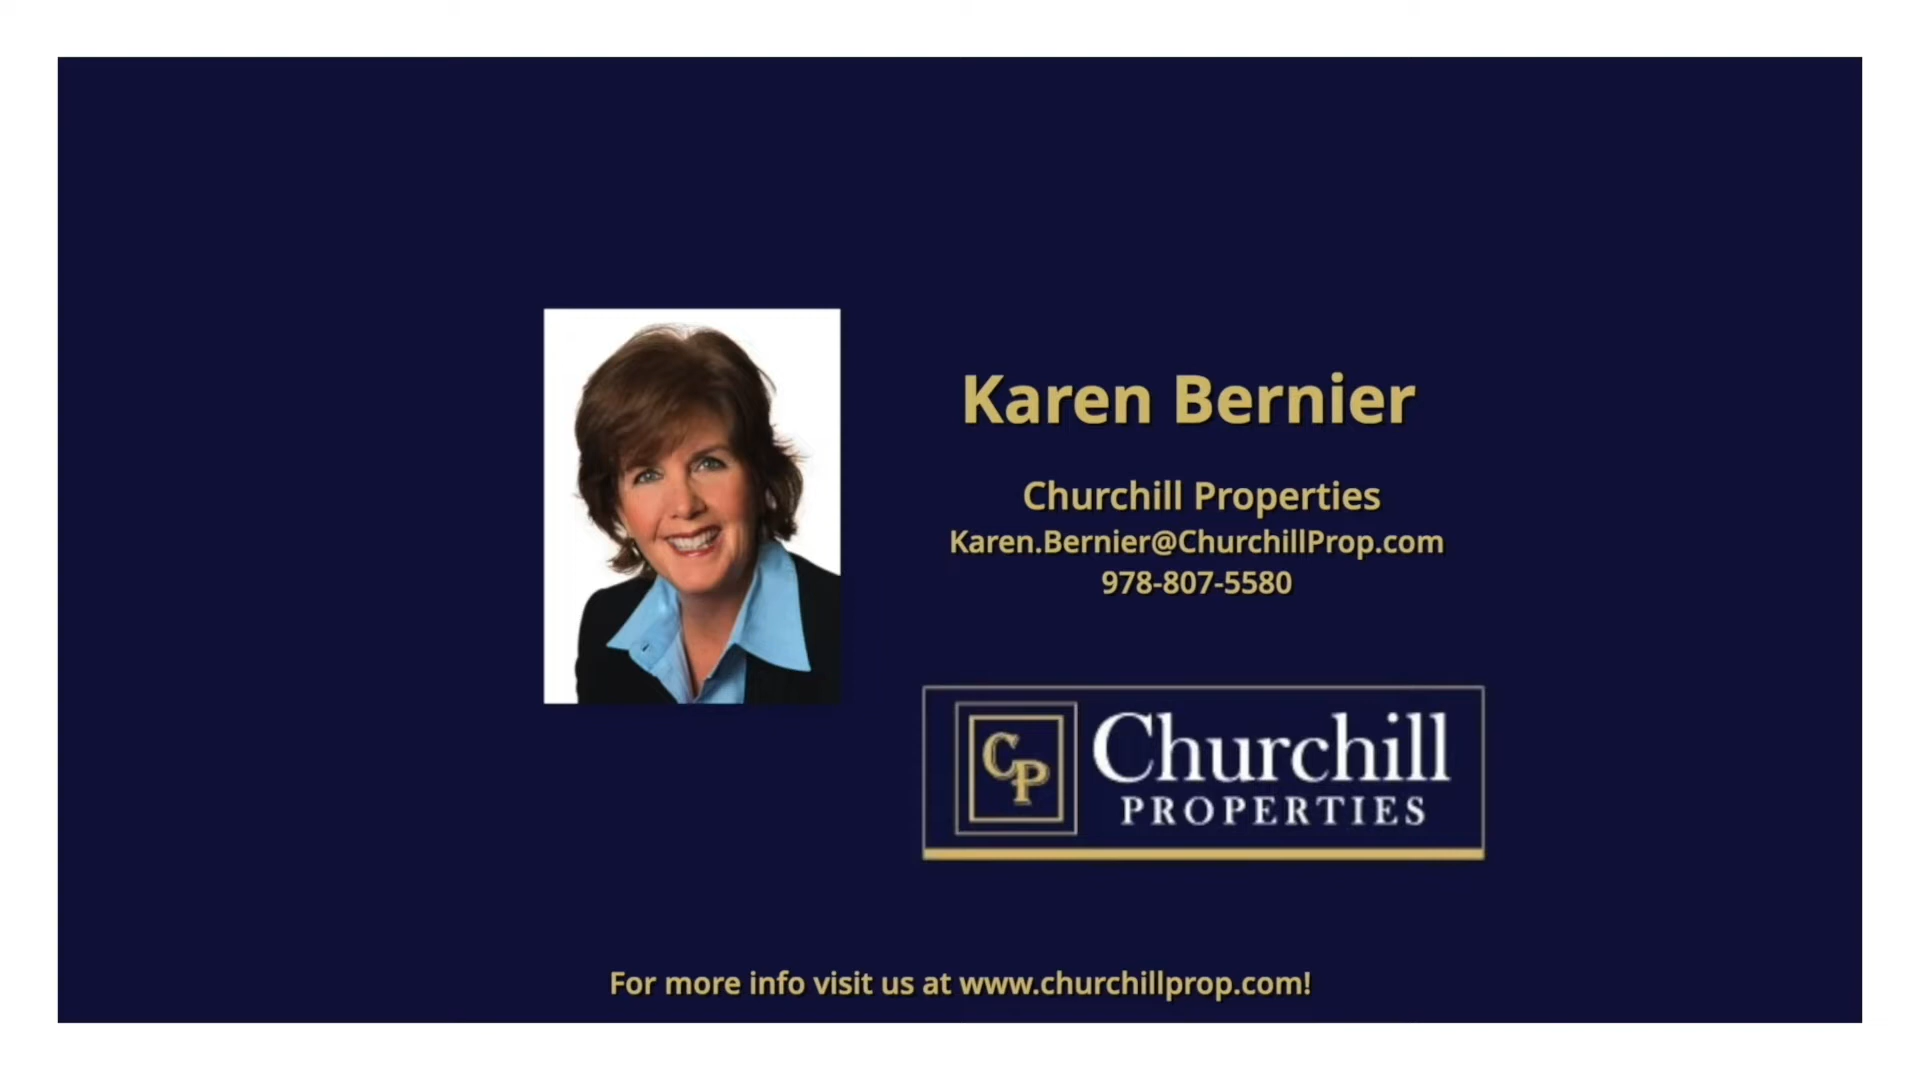 Karen Bernier
Churchill Properties
Karen.Bernier@ChurchillProp.com
978-807-5580
CP
Churchill
PROPERTIES
For more info visit us at www.churchillprop.com!